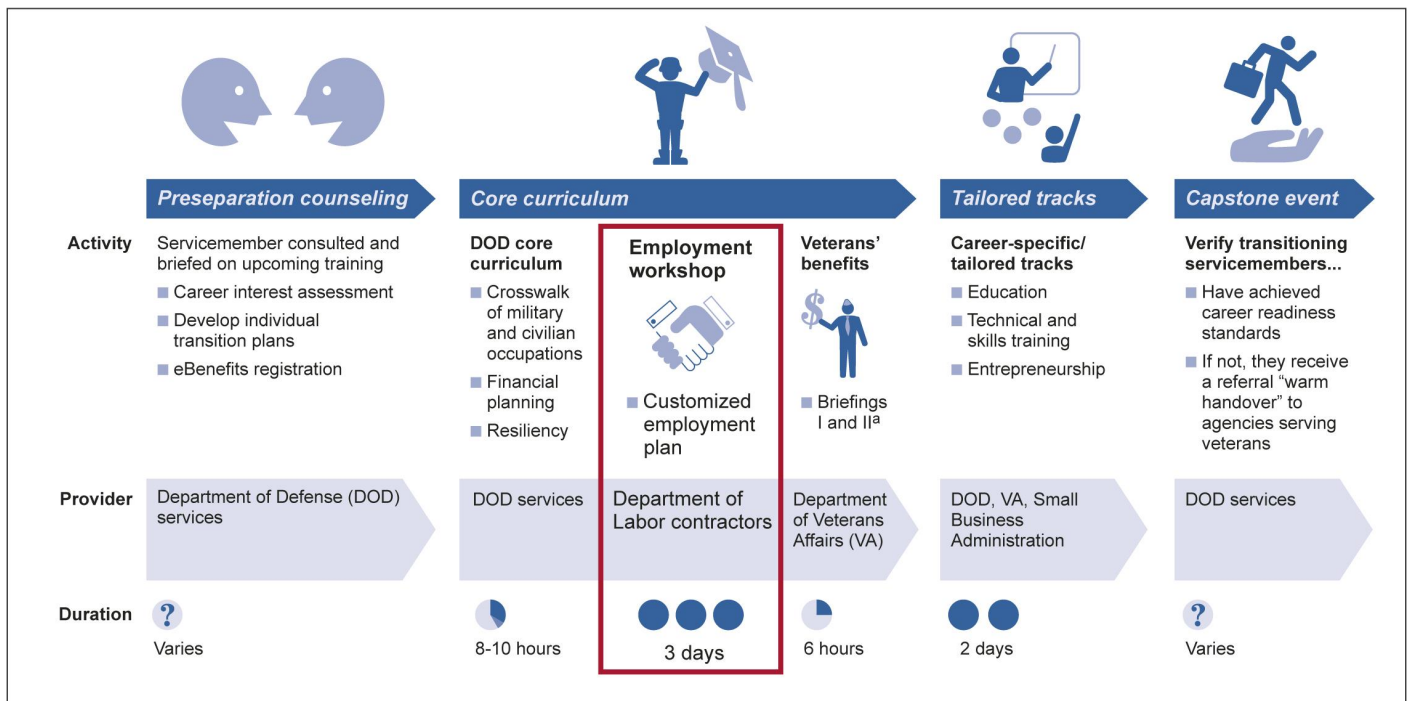 Preseparation counseling
Core curriculum
Tailored tracks
Capstone event
Activity
Servicemember consulted and
briefed on upcoming training
Career interest assessment
Develop individual
transition plans
eBenefits registration
DOD core
curriculum
Crosswalk
of military
and civilian
occupations
Financial
planning
Resiliency
Employment
workshop
Customized
employment
plan
Veterans’
benefits
$
Briefings
I and IIa
Career-specific/
tailored tracks
Education
Technical and
skills training
Entrepreneurship
Verify transitioning
servicemembers...
Have achieved
career readiness
standards
If not, they receive
a referral “warm
handover” to
agencies serving
veterans
Provider
Department of Defense (DOD)
services
DOD services
Department of
Labor contractors
Department
of Veterans
Affairs (VA)
DOD, VA, Small
Business
Administration
DOD services
Duration
?
Varies
8-10 hours
3 days
6 hours
2 days
?
Varies